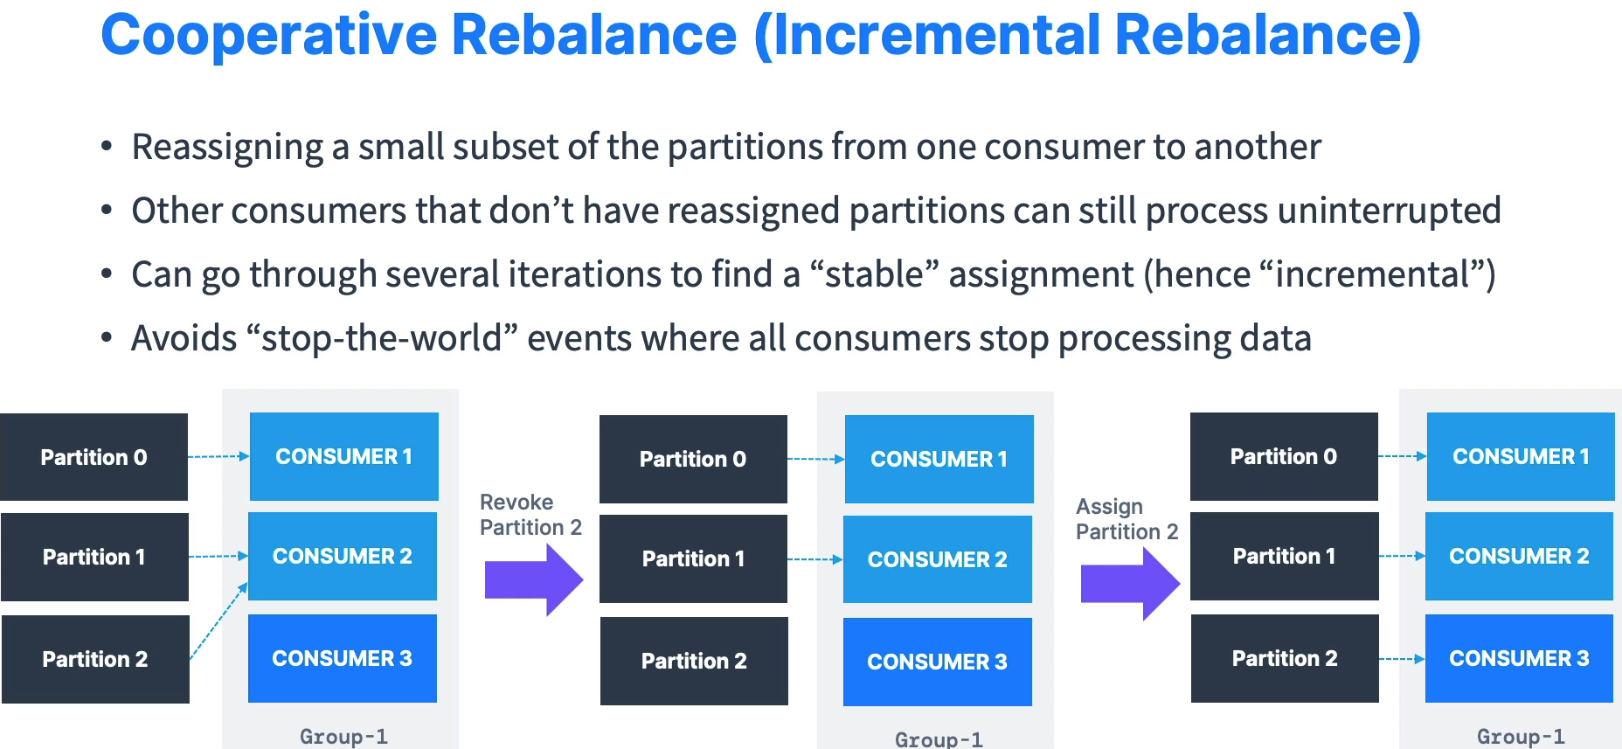 Cooperative Rebalance (Incremental Rebalance)
• Reassigning a small subset of the partitions from one consumer to another
• Other consumers that don’t have reassigned partitions can still process uninterrupted
• Can go through several iterations to find a “stable” assignment (hence “incremental”)
• Avoids “stop-the-world” events where all consumers stop processing data
Partition 0
CONSUMER 1
Partition 1
CONSUMER 2
Partition 2
CONSUMER 3
Group-1
Revoke
Partition 2
Partition 0
CONSUMER 1
Partition 1
CONSUMER 2
Partition 2
CONSUMER 3
Group-1
Assign
Partition 2
Partition 0
CONSUMER 1
Partition 1
CONSUMER 2
Partition 2
CONSUMER 3
Group-1